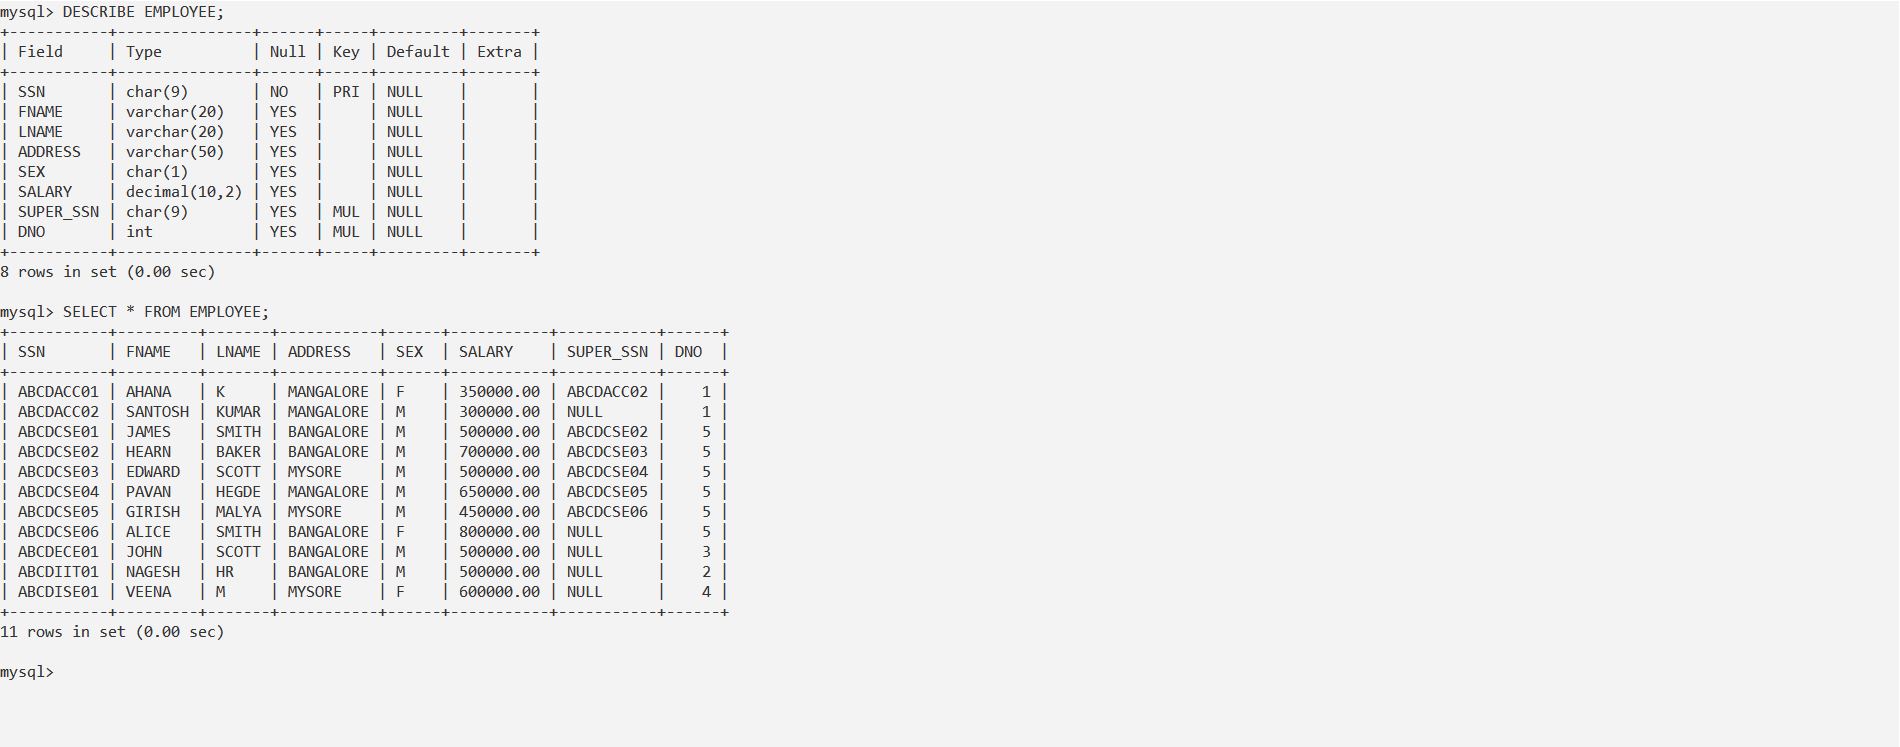 mysql> DESCRIBE EMPLOYEE;
+-----------+---------------+------+-----+---------+-------+
| Field     | Type          | Null | Key | Default | Extra |
+-----------+---------------+------+-----+---------+-------+
| SSN       | char(9)       | NO   | PRI | NULL    |       |
| FNAME     | varchar(20)   | YES  |     | NULL    |       |
| LNAME     | varchar(20)   | YES  |     | NULL    |       |
| ADDRESS   | varchar(50)   | YES  |     | NULL    |       |
| SEX       | char(1)       | YES  |     | NULL    |       |
| SALARY    | decimal(10,2) | YES  |     | NULL    |       |
| SUPER_SSN | char(9)       | YES  | MUL | NULL    |       |
| DNO       | int           | YES  | MUL | NULL    |       |
+-----------+---------------+------+-----+---------+-------+
8 rows in set (0.00 sec)

mysql> SELECT * FROM EMPLOYEE;
+-----------+---------+-------+-----------+------+-----------+-----------+------+
| SSN       | FNAME   | LNAME | ADDRESS   | SEX  | SALARY    | SUPER_SSN | DNO  |
+-----------+---------+-------+-----------+------+-----------+-----------+------+
| ABCDACC01 | AHANA   | K     | MANGALORE | F    | 350000.00 | ABCDACC02 |    1 |
| ABCDACC02 | SANTOSH | KUMAR | MANGALORE | M    | 300000.00 | NULL      |    1 |
| ABCDCSE01 | JAMES   | SMITH | BANGALORE | M    | 500000.00 | ABCDCSE02 |    5 |
| ABCDCSE02 | HEARN   | BAKER | BANGALORE | M    | 700000.00 | ABCDCSE03 |    5 |
| ABCDCSE03 | EDWARD  | SCOTT | MYSORE    | M    | 500000.00 | ABCDCSE04 |    5 |
| ABCDCSE04 | PAVAN   | HEGDE | MANGALORE | M    | 650000.00 | ABCDCSE05 |    5 |
| ABCDCSE05 | GIRISH  | MALYA | MYSORE    | M    | 450000.00 | ABCDCSE06 |    5 |
| ABCDCSE06 | ALICE   | SMITH | BANGALORE | F    | 800000.00 | NULL      |    5 |
| ABCDECE01 | JOHN    | SCOTT | BANGALORE | M    | 500000.00 | NULL      |    3 |
| ABCDIIT01 | NAGESH  | HR    | BANGALORE | M    | 500000.00 | NULL      |    2 |
| ABCDISE01 | VEENA   | M     | MYSORE    | F    | 600000.00 | NULL      |    4 |
+-----------+---------+-------+-----------+------+-----------+-----------+------+
11 rows in set (0.00 sec)

mysql>